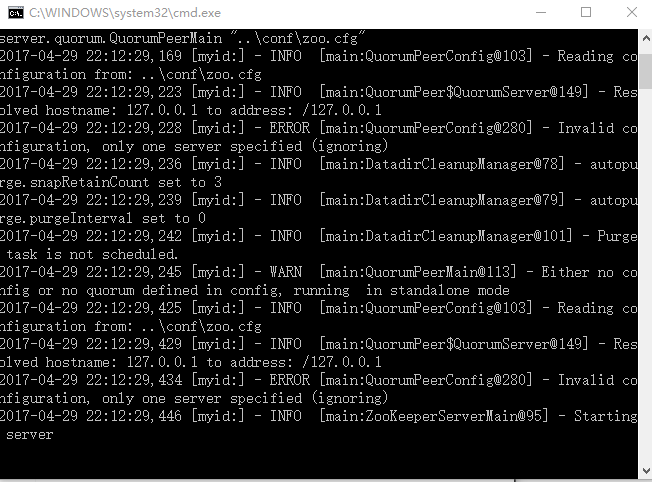 C:\WINDOWS\system32\cmd.exe
server.quorum.QuorumPeerMain "..\conf\zoo.cfg"
2017-04-29 22:12:29,169 [myid:] - INFO  [main:QuorumPeerConfig@103] - Reading co
nfiguration from: ..\conf\zoo.cfg
2017-04-29 22:12:29,223 [myid:] - INFO  [main:QuorumPeer$QuorumServer@149] - Res
olved hostname: 127.0.0.1 to address: /127.0.0.1
2017-04-29 22:12:29,228 [myid:] - ERROR [main:QuorumPeerConfig@280] - Invalid co
nfiguration, only one server specified (ignoring)
2017-04-29 22:12:29,236 [myid:] - INFO  [main:DatadirCleanupManager@78] - autopu
rge.snapRetainCount set to 3
2017-04-29 22:12:29,239 [myid:] - INFO  [main:DatadirCleanupManager@79] - autopu
rge.purgeInterval set to 0
2017-04-29 22:12:29,242 [myid:] - INFO  [main:DatadirCleanupManager@101] - Purge
 task is not scheduled.
2017-04-29 22:12:29,245 [myid:] - WARN  [main:QuorumPeerMain@113] - Either no co
nfig or no quorum defined in config, running  in standalone mode
2017-04-29 22:12:29,425 [myid:] - INFO  [main:QuorumPeerConfig@103] - Reading co
nfiguration from: ..\conf\zoo.cfg
2017-04-29 22:12:29,429 [myid:] - INFO  [main:QuorumPeer$QuorumServer@149] - Res
olved hostname: 127.0.0.1 to address: /127.0.0.1
2017-04-29 22:12:29,434 [myid:] - ERROR [main:QuorumPeerConfig@280] - Invalid co
nfiguration, only one server specified (ignoring)
2017-04-29 22:12:29,446 [myid:] - INFO  [main:ZooKeeperServerMain@95] - Starting
 server